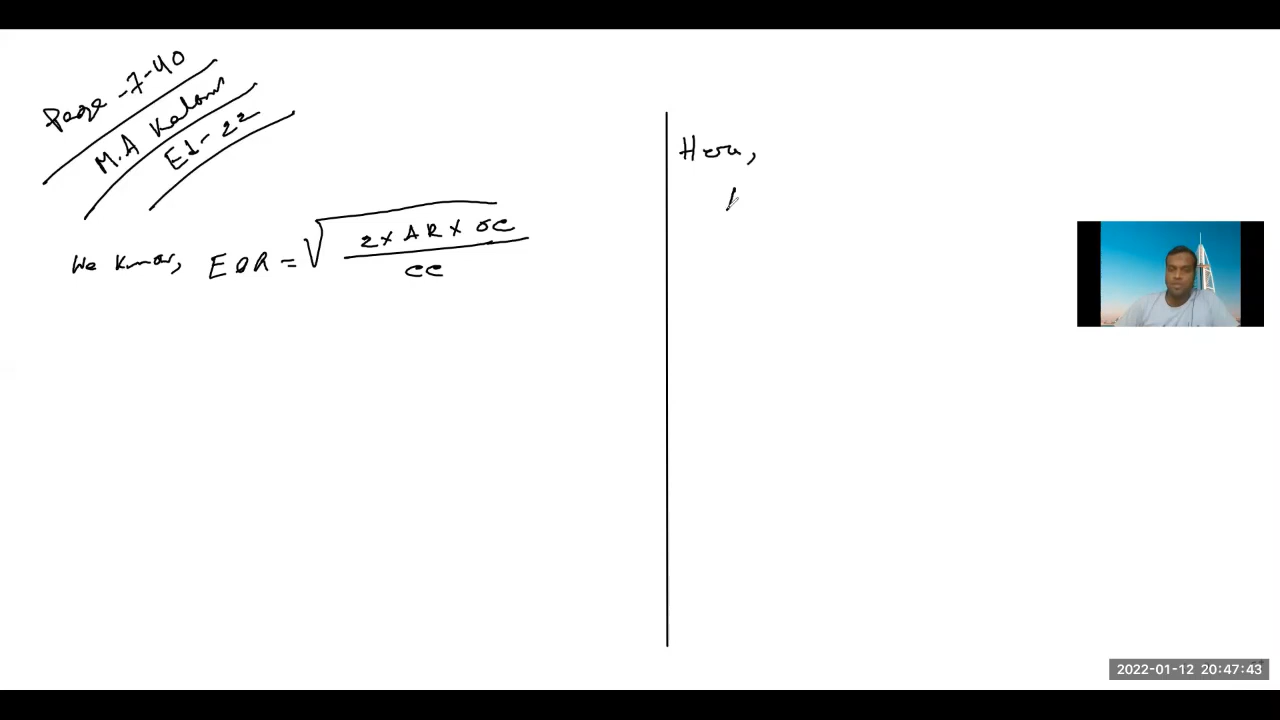 Page-7-40
M.A Kalam
Ed-22
We know, EOQ = √ 2 x AR x OC
CC
Here,
2022-01-12 20:47:43